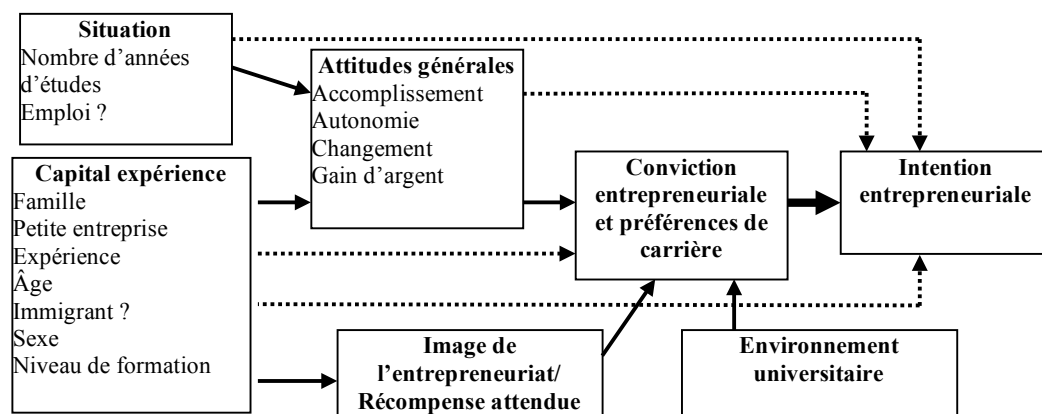 Situation
Nombre d’années
d’études
Emploi ?
Attitudes générales
Accomplissement
Autonomie
Changement
Gain d’argent
Capital expérience
Famille
Petite entreprise
Expérience
Âge
Immigrant ?
Sexe
Niveau de formation
Conviction
entrepreneuriale
et préférences de
carrière
Intention
entrepreneuriale
Image de
l’entrepreneuriat/
Récompense attendue
Environnement
universitaire